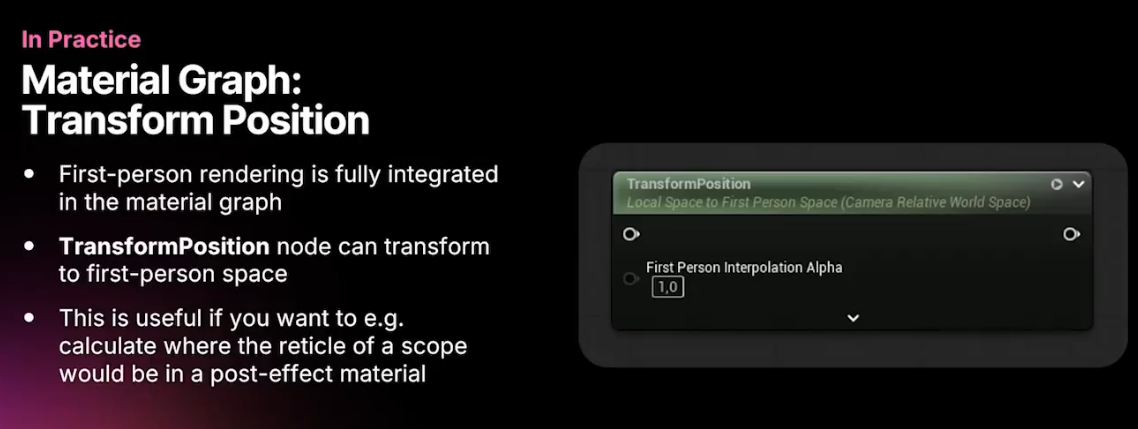 In Practice
Material Graph:
Transform Position
• First-person rendering is fully integrated
in the material graph
• TransformPosition node can transform
to first-person space
• This is useful if you want to e.g.
calculate where the reticle of a scope
would be in a post-effect material
TransformPosition
Local Space to First Person Space (Camera Relative World Space)
First Person Interpolation Alpha
1,0